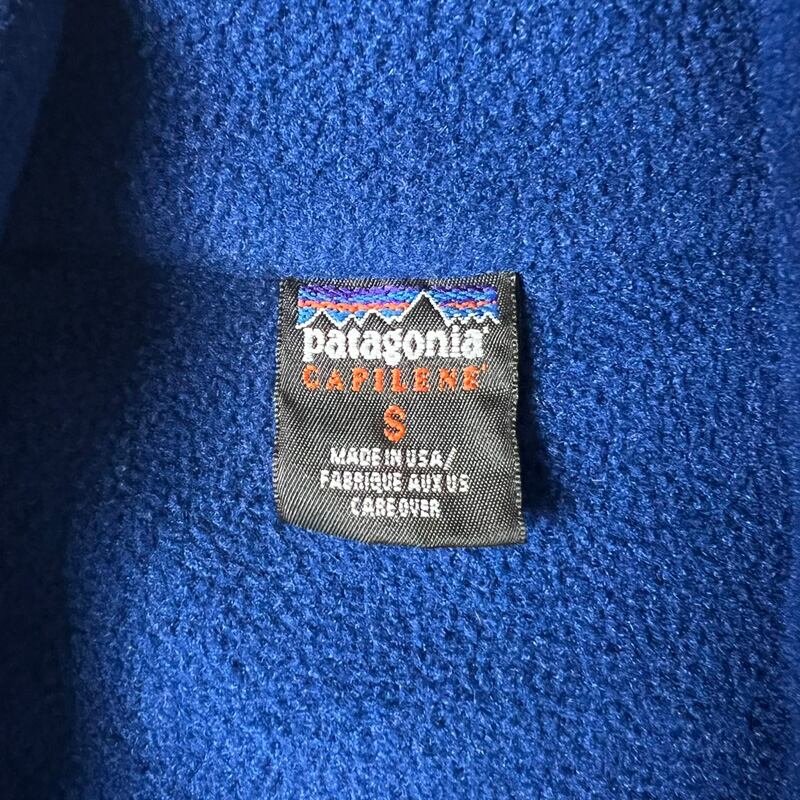 patagonia®
CAPILENE®
S
MADE IN USA/
FABRIQUE AUX US
CARE OVER